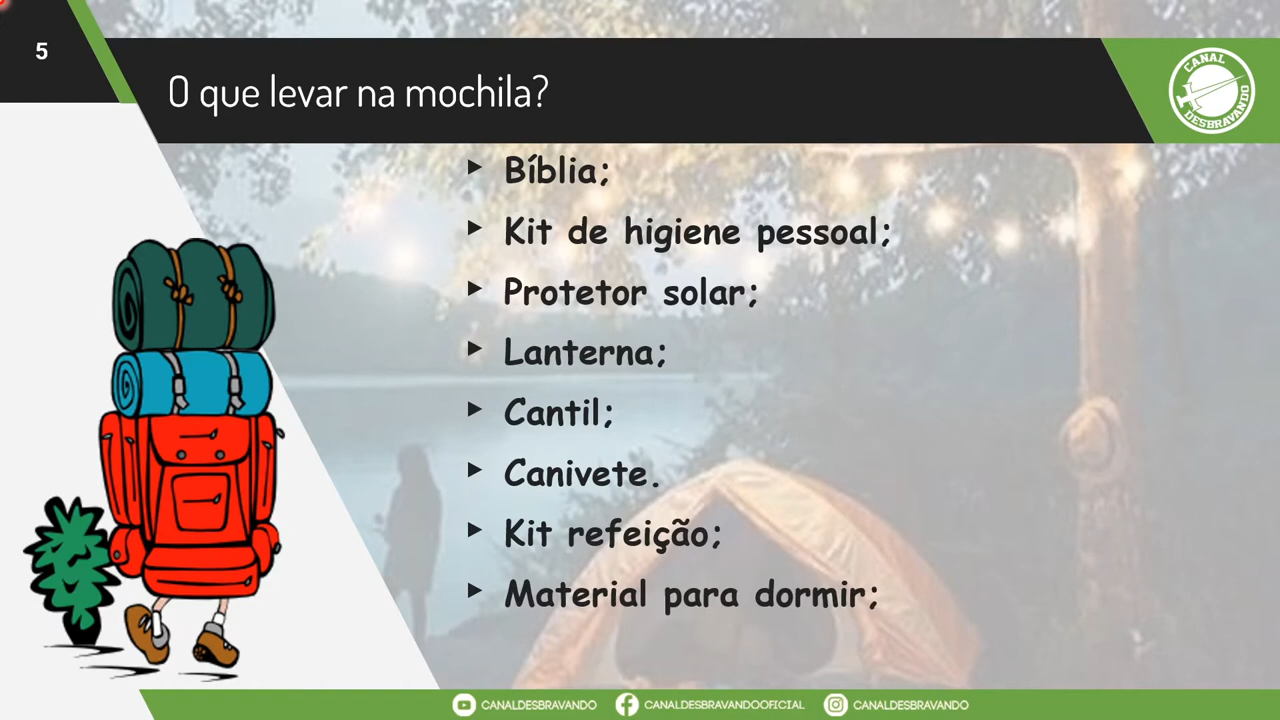 5
O que levar na mochila?
CANAL
DESBRAVANDO
Bíblia;
Kit de higiene pessoal;
Protetor solar;
Lanterna;
Cantil;
Canivete.
Kit refeição;
Material para dormir;
CANALDESBRAVANDO
CANALDESBRAVANDOOFICIAL
CANALDESBRAVANDO